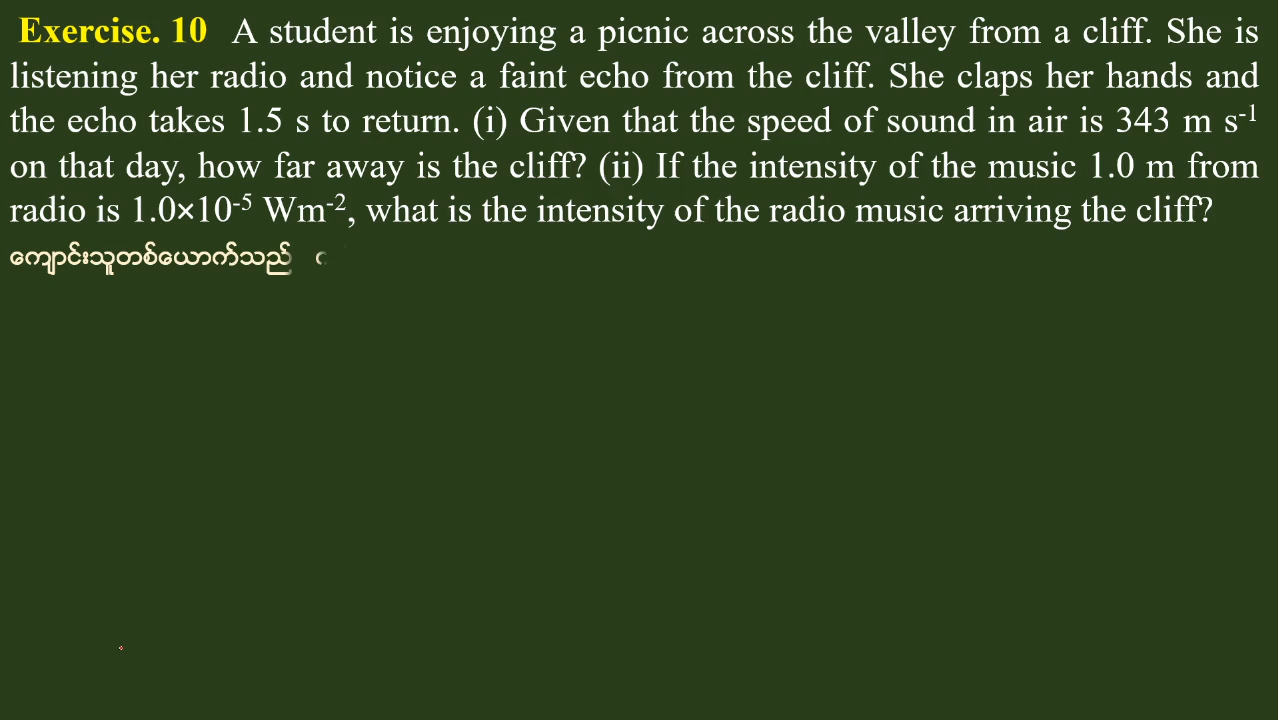 Exercise. 10 A student is enjoying a picnic across the valley from a cliff. She is
listening her radio and notice a faint echo from the cliff. She claps her hands and
the echo takes 1.5 s to return. (i) Given that the speed of sound in air is 343 m s⁻¹
on that day, how far away is the cliff? (ii) If the intensity of the music 1.0 m from
radio is 1.0×10⁻⁵ Wm⁻², what is the intensity of the radio music arriving the cliff?
ကျောင်းသူတစ်ယောက်သည်